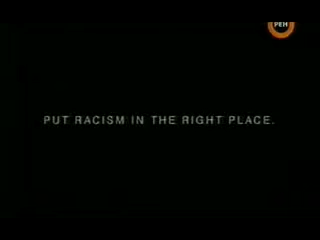 РЕН
PUT RACISM IN THE RIGHT PLACE.